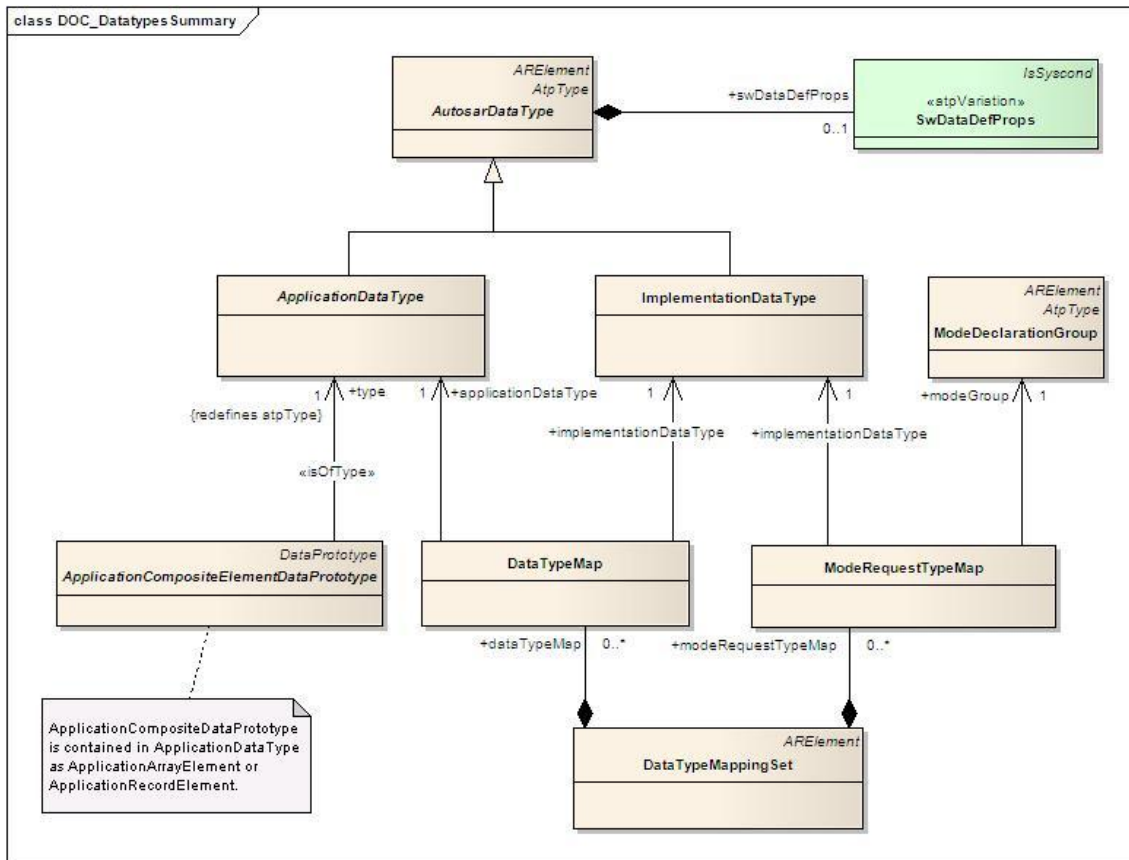 class DOC_DatatypesSummary
ARElement
AtpType
AutosarDataType
+swDataDefProps
0..1
IsSyscond
«atpVariation»
SwDataDefProps
ApplicationDataType
ImplementationDataType
ARElement
AtpType
ModeDeclarationGroup
1
+type
{redefines atpType}
«isOfType»
1
+applicationDataType
1
+implementationDataType
1
+implementationDataType
+modeGroup
1
DataPrototype
ApplicationCompositeElementDataPrototype
DataTypeMap
ModeRequestTypeMap
+dataTypeMap
0..*
+modeRequestTypeMap
0..*
ApplicationCompositeDataPrototype
is contained in ApplicationDataType
as ApplicationArrayElement or
ApplicationRecordElement.
ARElement
DataTypeMappingSet